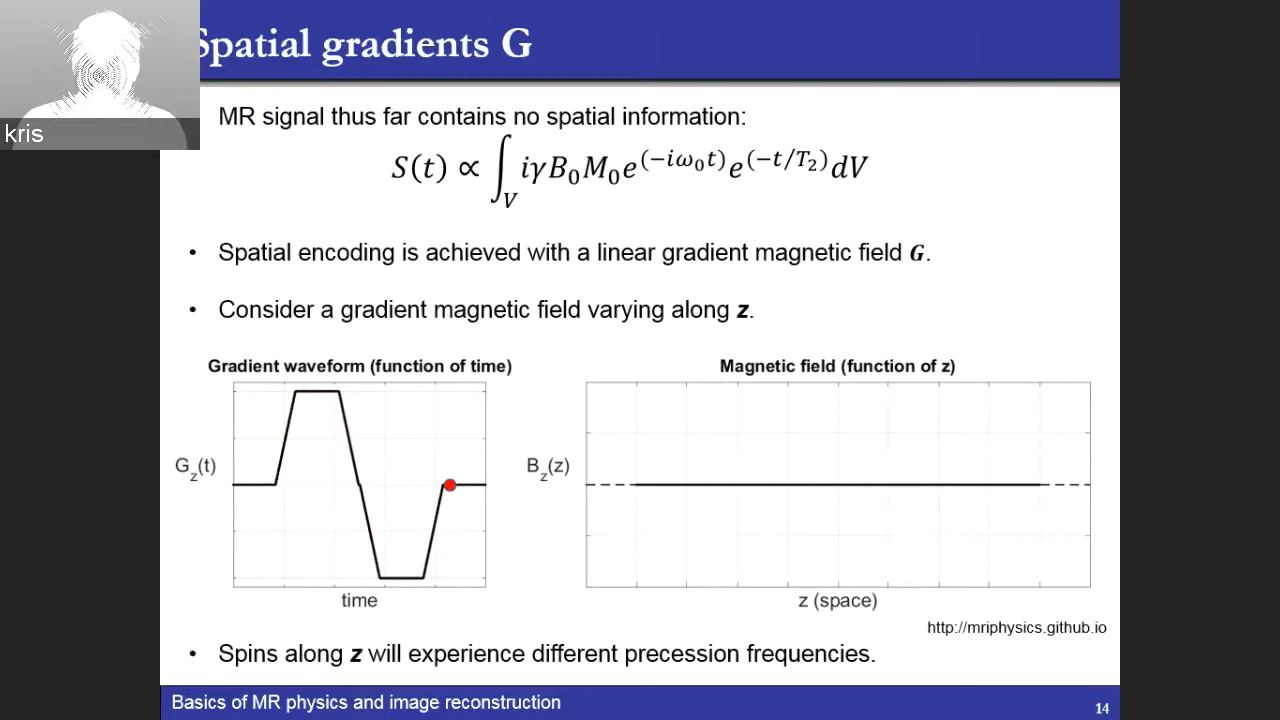 Spatial gradients G
kris
MR signal thus far contains no spatial information:
S(t) ∝ ∫_V iγB₀M₀e^(−iω₀t)e^(−t/T₂)dV
• Spatial encoding is achieved with a linear gradient magnetic field G.
• Consider a gradient magnetic field varying along z.
Gradient waveform (function of time)
G_z(t)
time
Magnetic field (function of z)
B_z(z)
z (space)
http://mriphysics.github.io
• Spins along z will experience different precession frequencies.
Basics of MR physics and image reconstruction
14